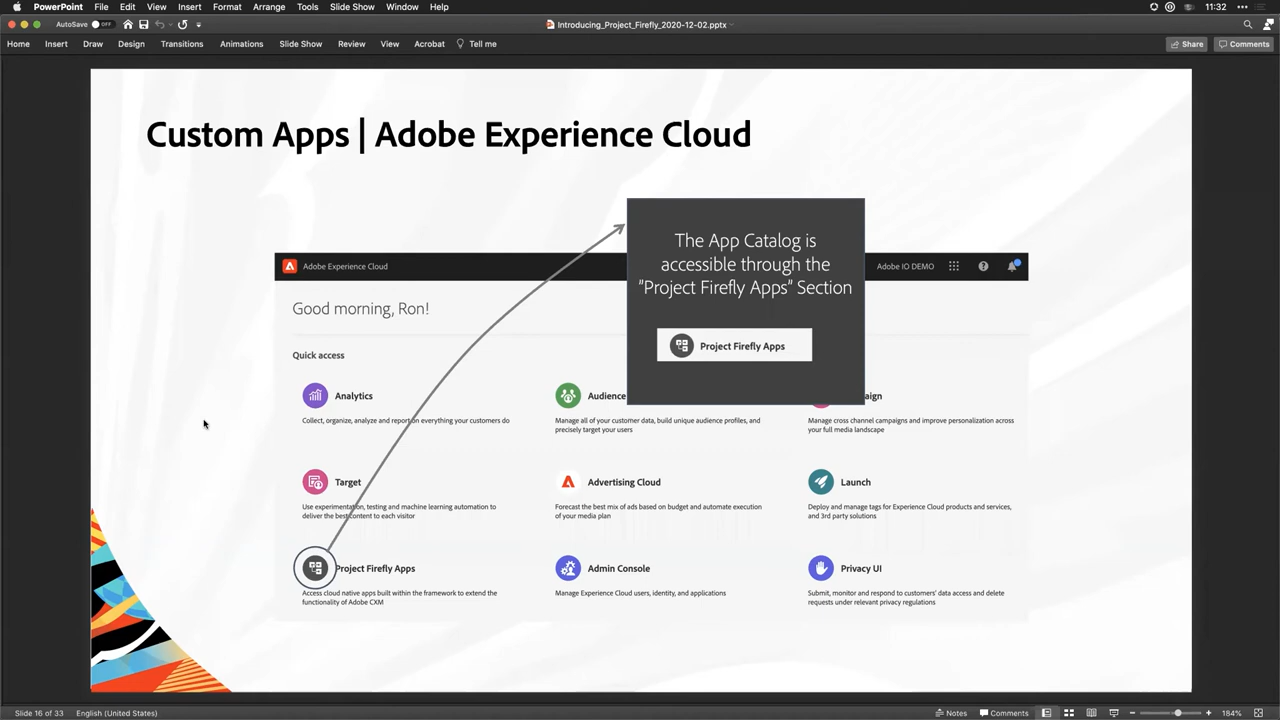 PowerPoint File Edit View Insert Format Arrange Tools Slide Show Window Help 11:32
AutoSave OFF Introducing_Project_Firefly_2020-12-02.pptx
Home Insert Draw Design Transitions Animations Slide Show Review View Acrobat Tell me Share Comments
Custom Apps | Adobe Experience Cloud
The App Catalog is
accessible through the
"Project Firefly Apps" Section
Project Firefly Apps
Adobe Experience Cloud Adobe IO DEMO
Good morning, Ron!
Quick access
Analytics
Collect, organize, analyze and report on everything your customers do
Audience
Manage all of your customer data, build unique audience profiles, and
precisely target your users
aign
Manage cross channel campaigns and improve personalization across
your full media landscape
Target
Use experimentation, testing and machine learning automation to
deliver the best content to each visitor
Advertising Cloud
Forecast the best mix of ads based on budget and automate execution
of your media plan
Launch
Deploy and manage tags for Experience Cloud products and services,
and 3rd party solutions
Project Firefly Apps
Access cloud native apps built within the framework to extend the
functionality of Adobe CXM
Admin Console
Manage Experience Cloud users, identity, and applications
Privacy UI
Submit, monitor and respond to customers' data access and delete
requests under relevant privacy regulations
Slide 16 of 33 English (United States) Notes Comments 184%